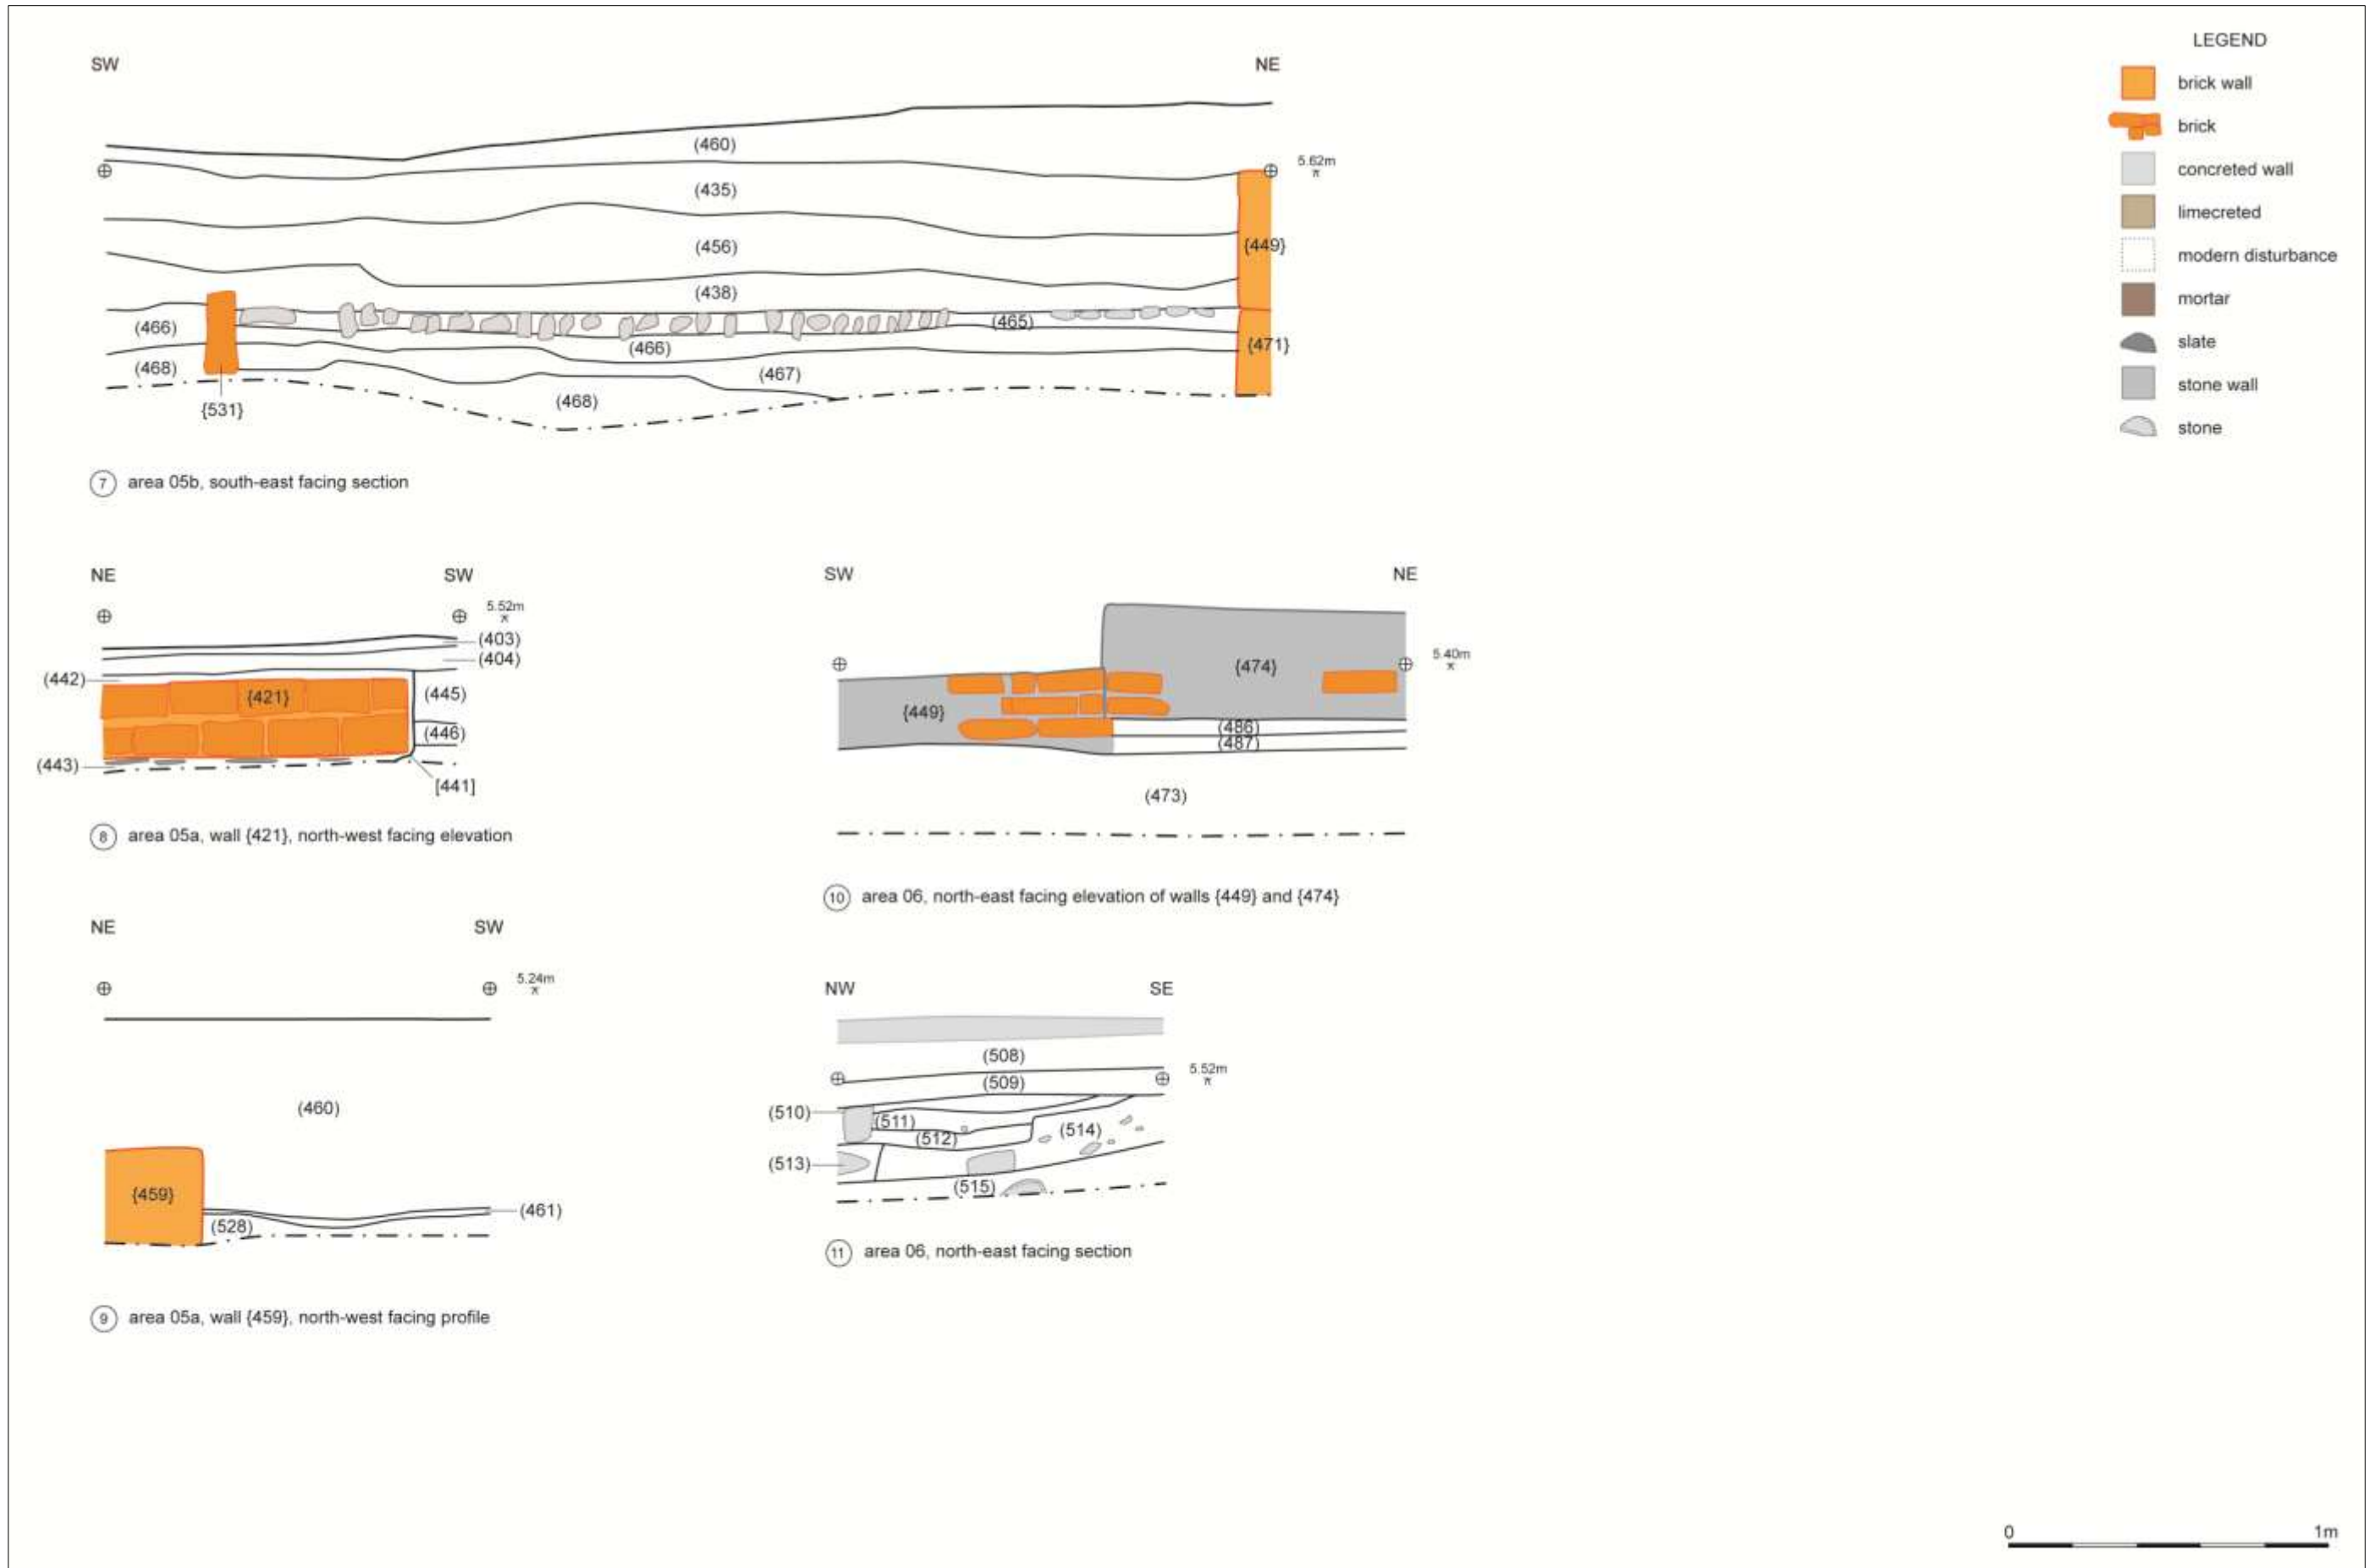 SW
NE
(460)
5.62m
(435)
(456)
{449}
(438)
(466)
(465)
(466)
{471}
(468)
(467)
(468)
{531}
7 area 05b, south-east facing section
LEGEND
brick wall
brick
concreted wall
limecreted
modern disturbance
mortar
slate
stone wall
stone
NE
SW
5.52m
(403)
(404)
(442)
{421}
(445)
(446)
(443)
[441]
8 area 05a, wall {421}, north-west facing elevation
SW
NE
5.40m
{474}
{449}
(486)
(487)
(473)
10 area 06, north-east facing elevation of walls {449} and {474}
NE
SW
5.24m
(460)
{459}
(461)
(528)
9 area 05a, wall {459}, north-west facing profile
NW
SE
(508)
5.52m
(509)
(510)
(511)
(512)
(514)
(513)
(515)
11 area 06, north-east facing section
0
1m